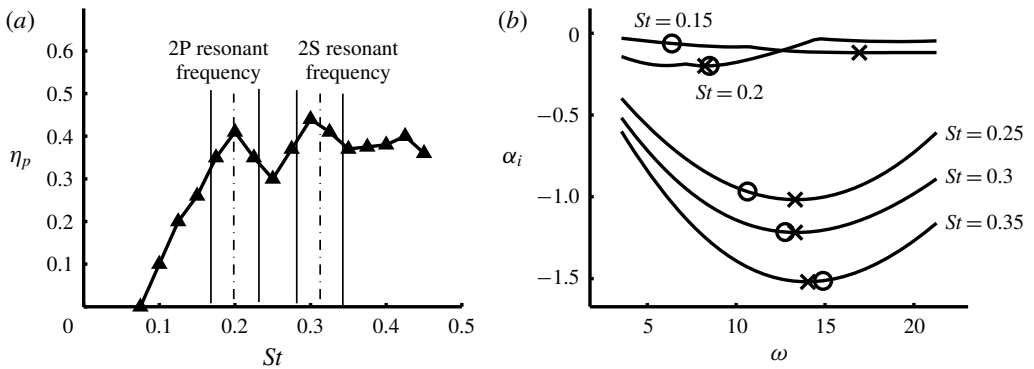 (a)
0.6
0.5
0.4
0.3
0.2
0.1
0
ηp
2P resonant
frequency
2S resonant
frequency
0.1
0.2
0.3
0.4
0.5
St
(b)
0
−0.5
−1.0
−1.5
αi
St = 0.15
St = 0.2
St = 0.25
St = 0.3
St = 0.35
5
10
15
20
ω